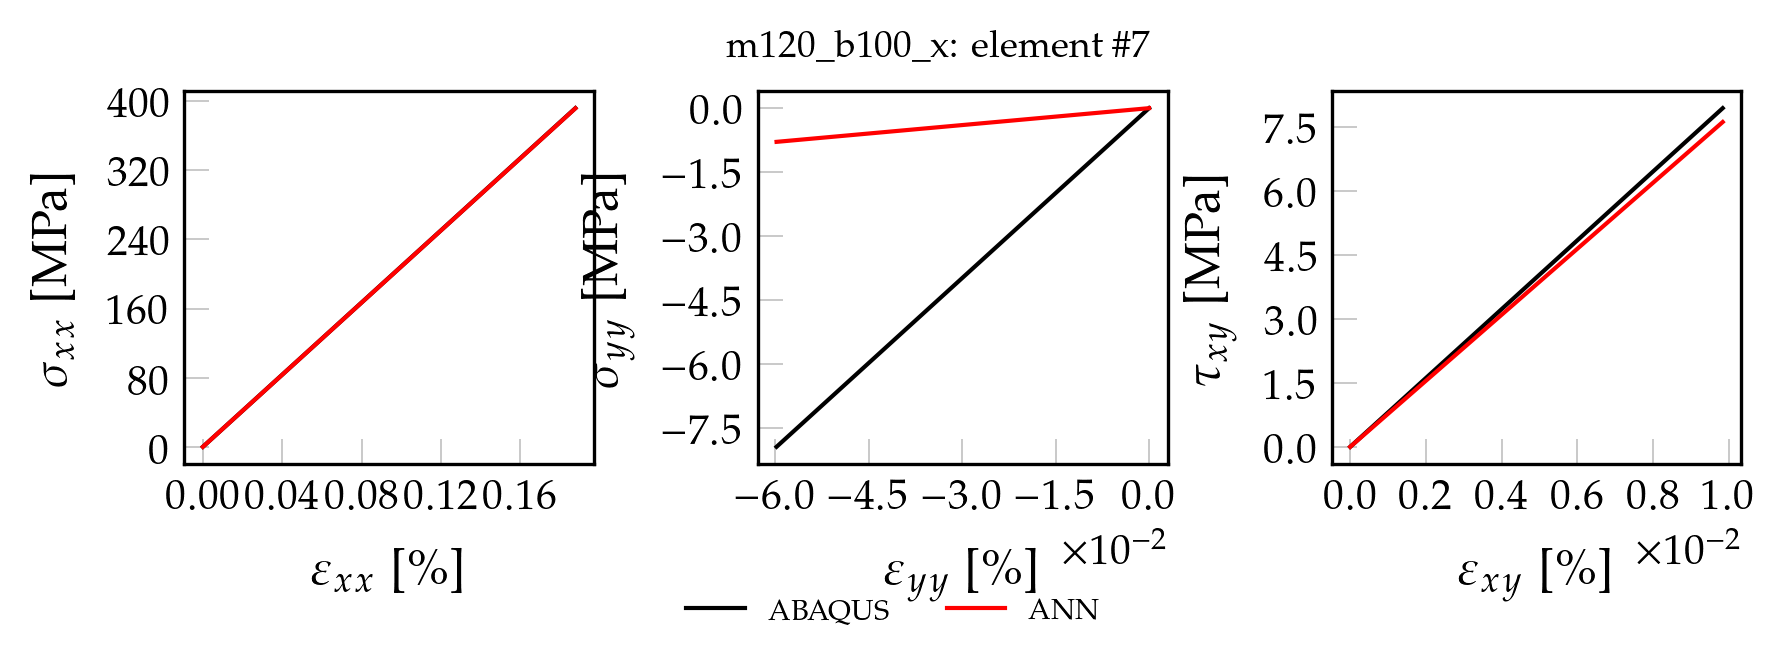 m120_b100_x: element #7
400
320
240
160
80
0
σxx [MPa]
0.00 0.04 0.08 0.12 0.16
εxx [%]
0.0
−1.5
−3.0
−4.5
−6.0
−7.5
σyy [MPa]
−6.0 −4.5 −3.0 −1.5 0.0
×10−2
εyy [%]
7.5
6.0
4.5
3.0
1.5
0.0
τxy [MPa]
0.0 0.2 0.4 0.6 0.8 1.0
×10−2
εxy [%]
ABAQUS ANN